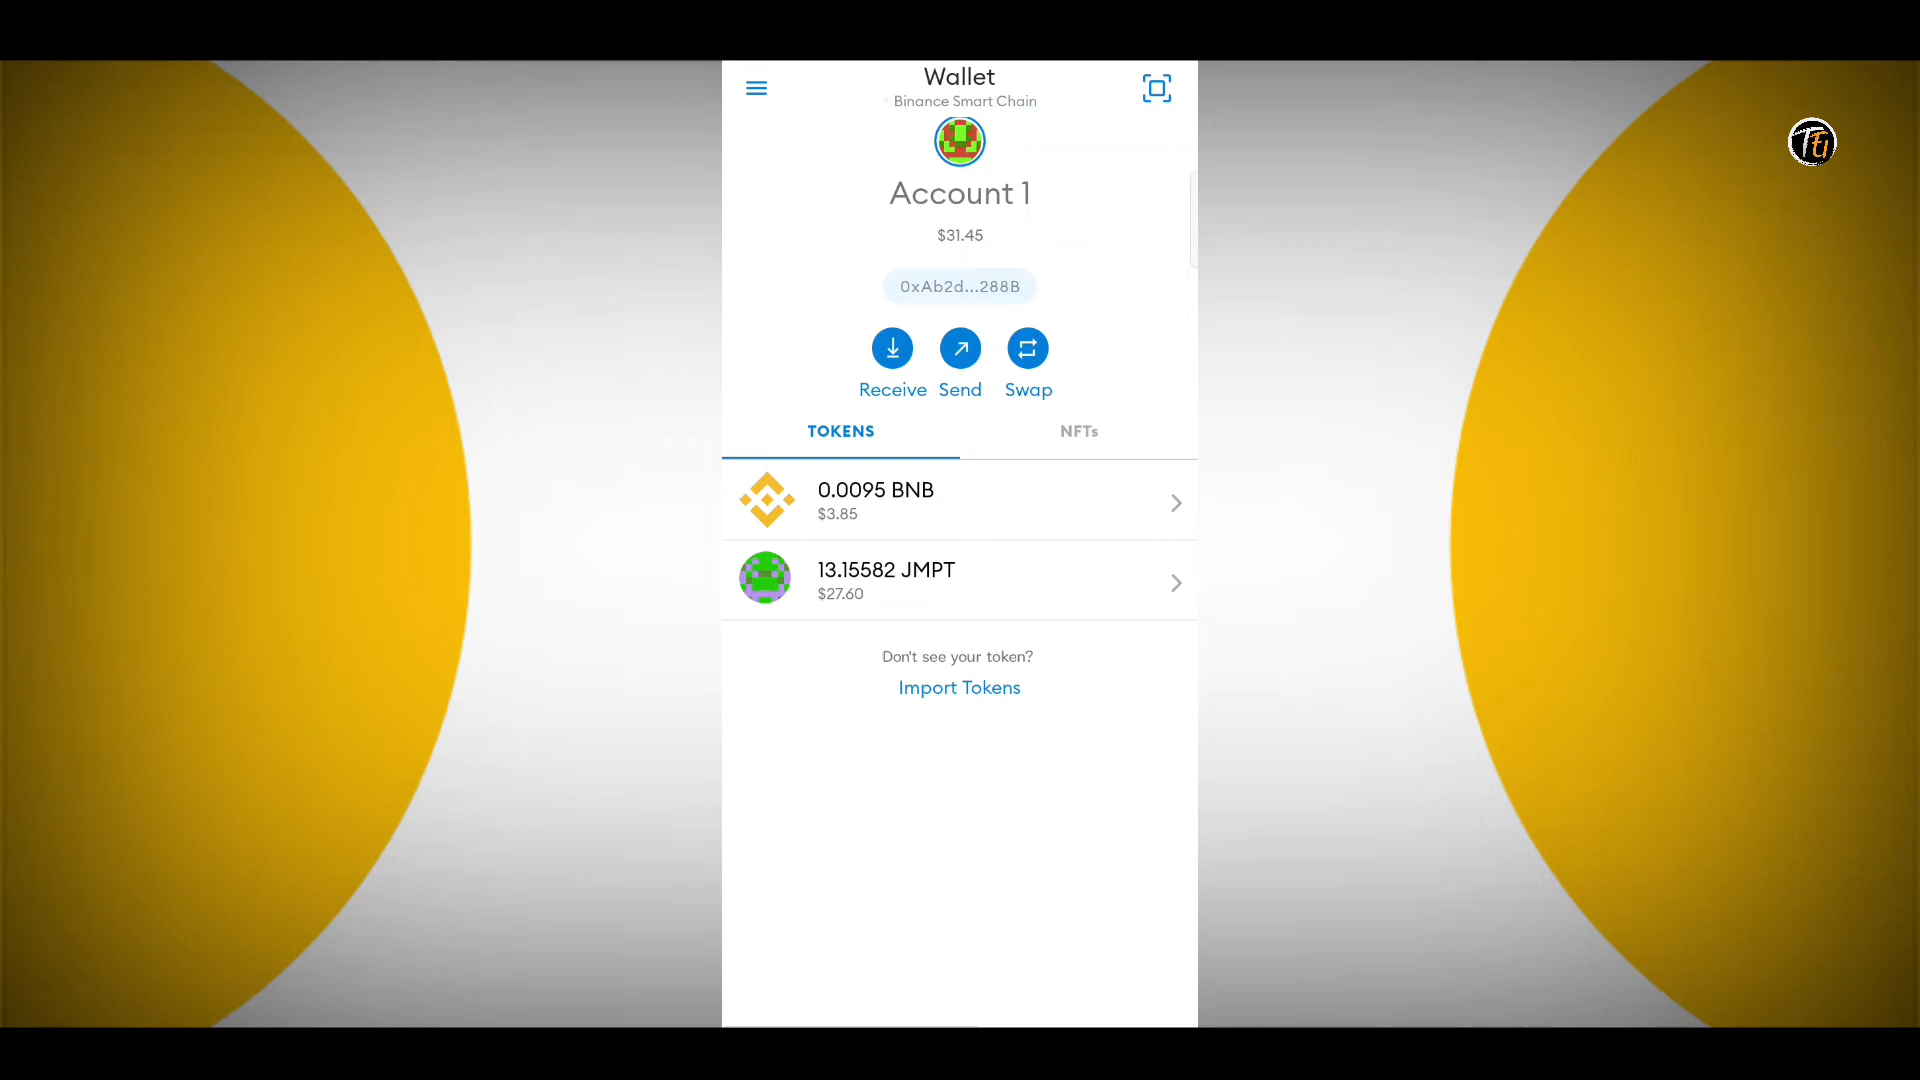 Wallet
Binance Smart Chain
Account 1
$31.45
0xAb2d...288B
Receive Send Swap
TOKENS NFTs
0.0095 BNB
$3.85
13.15582 JMPT
$27.60
Don't see your token?
Import Tokens